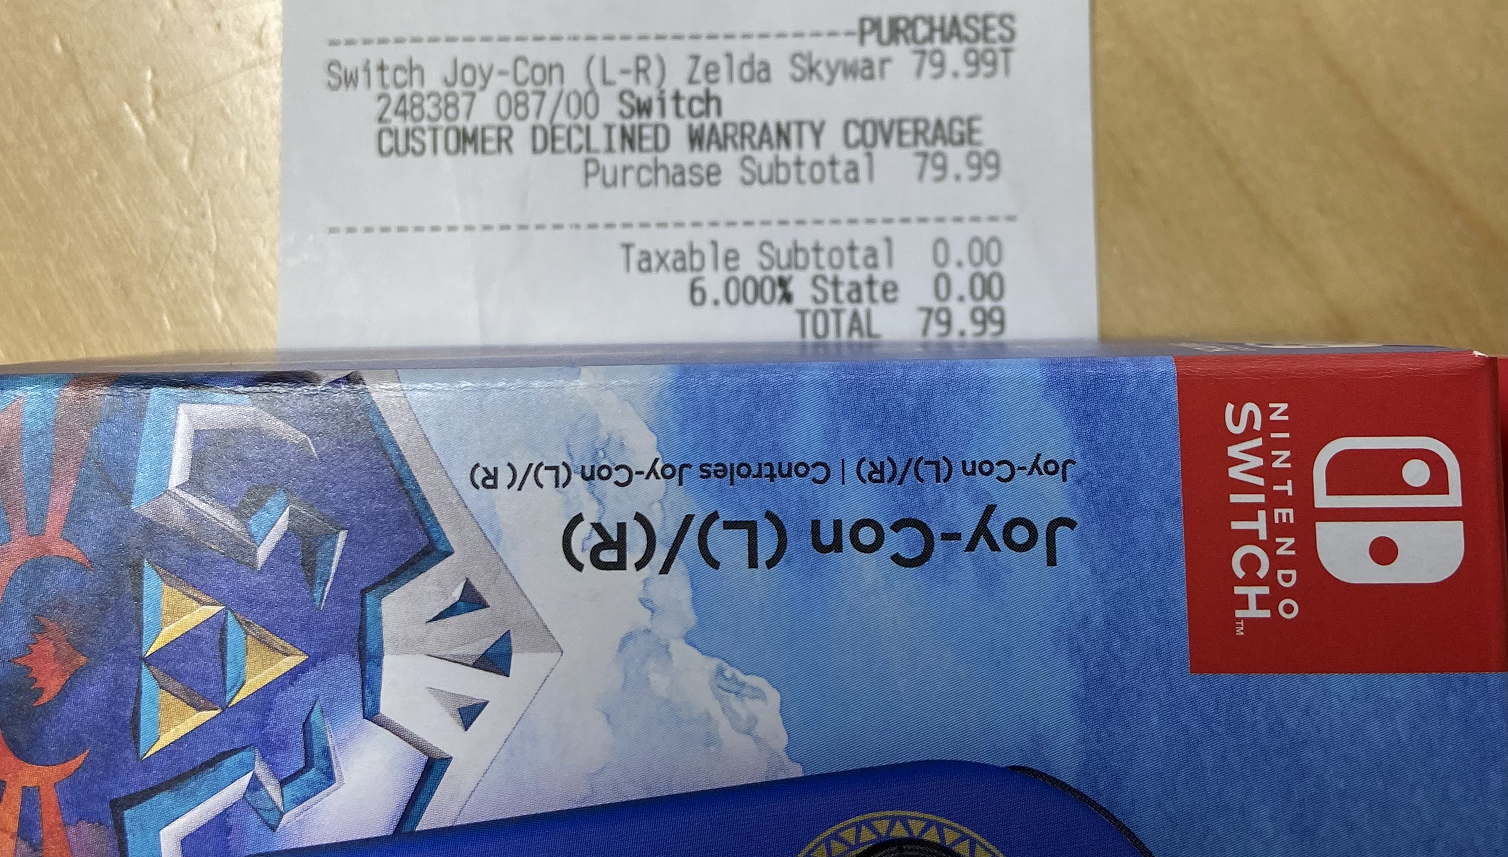 PURCHASES
Switch Joy-Con (L-R) Zelda Skywar 79.99T
248387 087/00 Switch
CUSTOMER DECLINED WARRANTY COVERAGE
Purchase Subtotal 79.99
Taxable Subtotal 0.00
6.000% State 0.00
TOTAL 79.99
Joy-Con (L)/(R)
Joy-Con (L)/(R) | Controles Joy-Con (L)/(R)
NINTENDO
SWITCH™